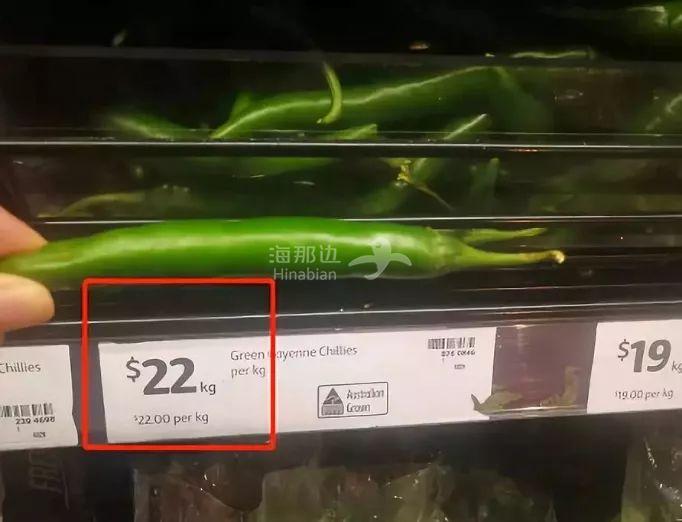 海那边
Hinabian
Chillies
$22 kg
$22.00 per kg
Green Cayenne Chillies
per kg
Australian
Grown
$19 kg
$19.00 per kg